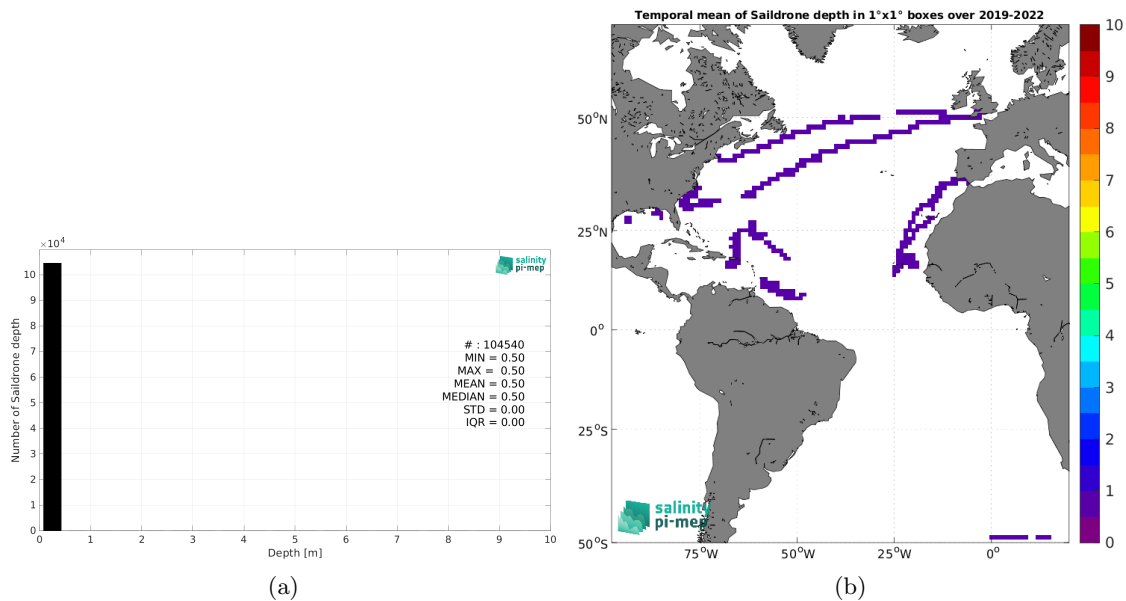 ×10⁴
10
9
8
7
6
5
4
3
2
1
0
Number of Saildrone depth
salinity
pi-mep
# : 104540
MIN = 0.50
MAX = 0.50
MEAN = 0.50
MEDIAN = 0.50
STD = 0.00
IQR = 0.00
0 1 2 3 4 5 6 7 8 9 10
Depth [m]
(a)
Temporal mean of Saildrone depth in 1°x1° boxes over 2019-2022
50°N
25°N
0°
25°S
50°S
75°W 50°W 25°W 0°
salinity
pi-mep
10
9
8
7
6
5
4
3
2
1
0
(b)